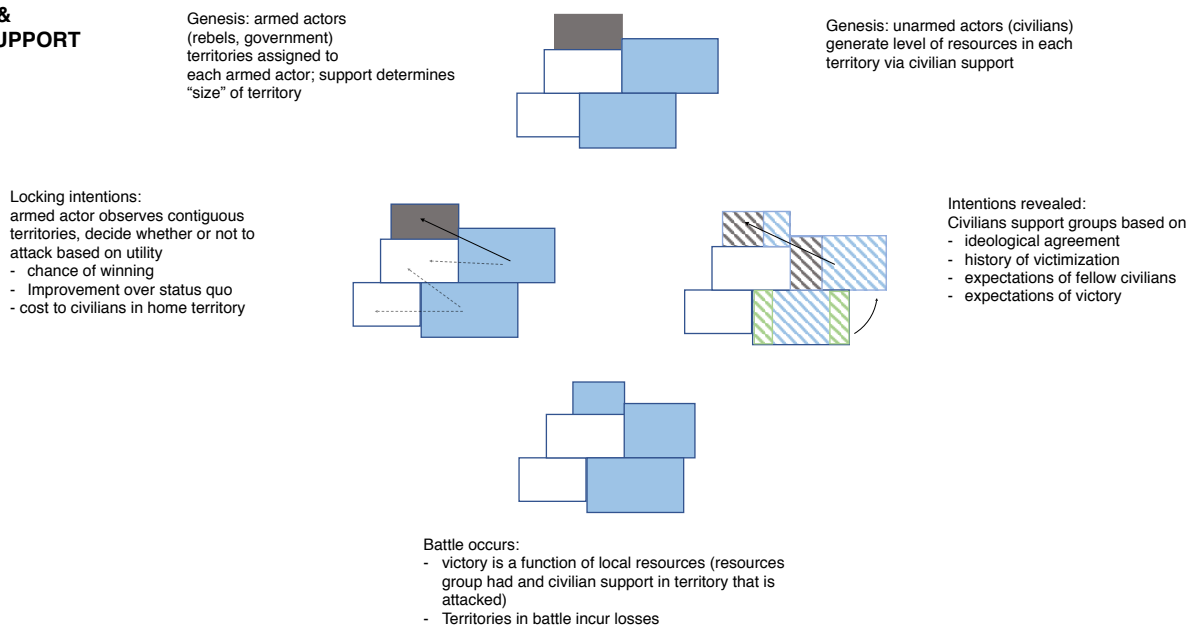 &
UPPORT
Genesis: armed actors
(rebels, government)
territories assigned to
each armed actor; support determines
“size” of territory
Genesis: unarmed actors (civilians)
generate level of resources in each
territory via civilian support
Locking intentions:
armed actor observes contiguous
territories, decide whether or not to
attack based on utility
- chance of winning
- Improvement over status quo
- cost to civilians in home territory
Intentions revealed:
Civilians support groups based on
- ideological agreement
- history of victimization
- expectations of fellow civilians
- expectations of victory
Battle occurs:
- victory is a function of local resources (resources
group had and civilian support in territory that is
attacked)
- Territories in battle incur losses